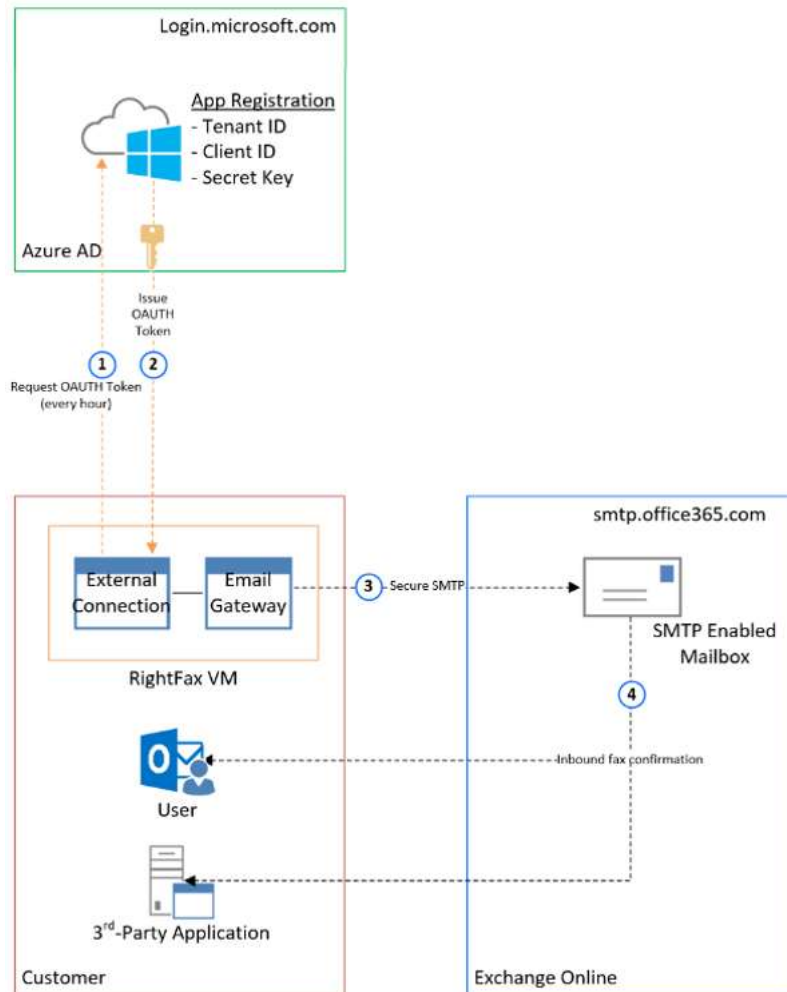 Login.microsoft.com
App Registration
- Tenant ID
- Client ID
- Secret Key
Azure AD
Issue
OAUTH
Token
1
2
Request OAUTH Token
(every hour)
smtp.office365.com
External
Connection
Email
Gateway
3
Secure SMTP
SMTP Enabled
Mailbox
RightFax VM
4
O
Inbound fax confirmation
User
3rd-Party Application
Customer
Exchange Online